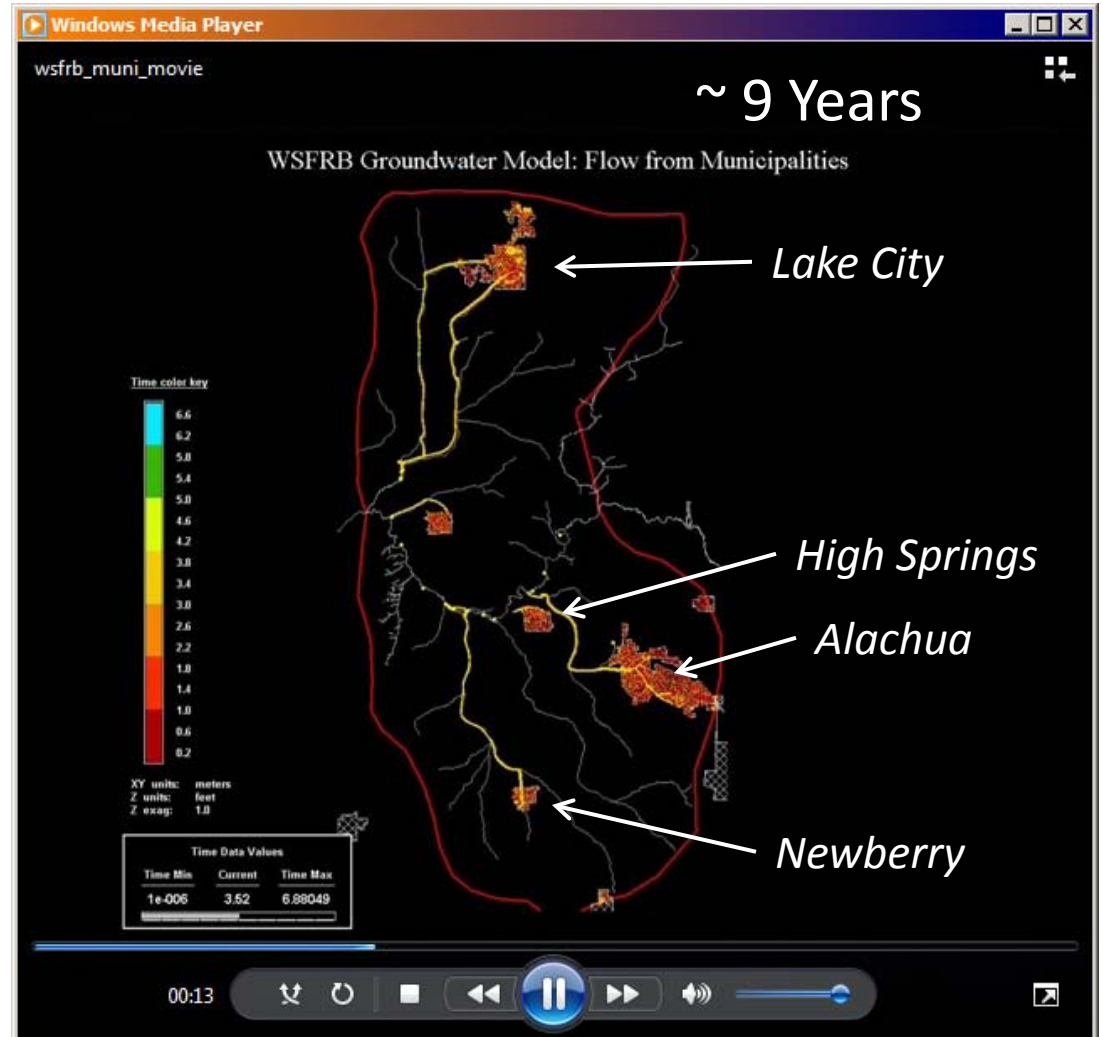 Windows Media Player
wsfrb_muni_movie
~ 9 Years
WSFRB Groundwater Model: Flow from Municipalities
Lake City
High Springs
Alachua
Newberry
Time color key
6.6
6.2
5.8
5.4
5.0
4.6
4.2
3.8
3.4
3.0
2.6
2.2
1.8
1.4
1.0
0.6
0.2
XY units: meters
Z units: feet
Z exag: 1.0
Time Data Values
Time Min Current Time Max
1e-006 3.52 6.88049
00:13